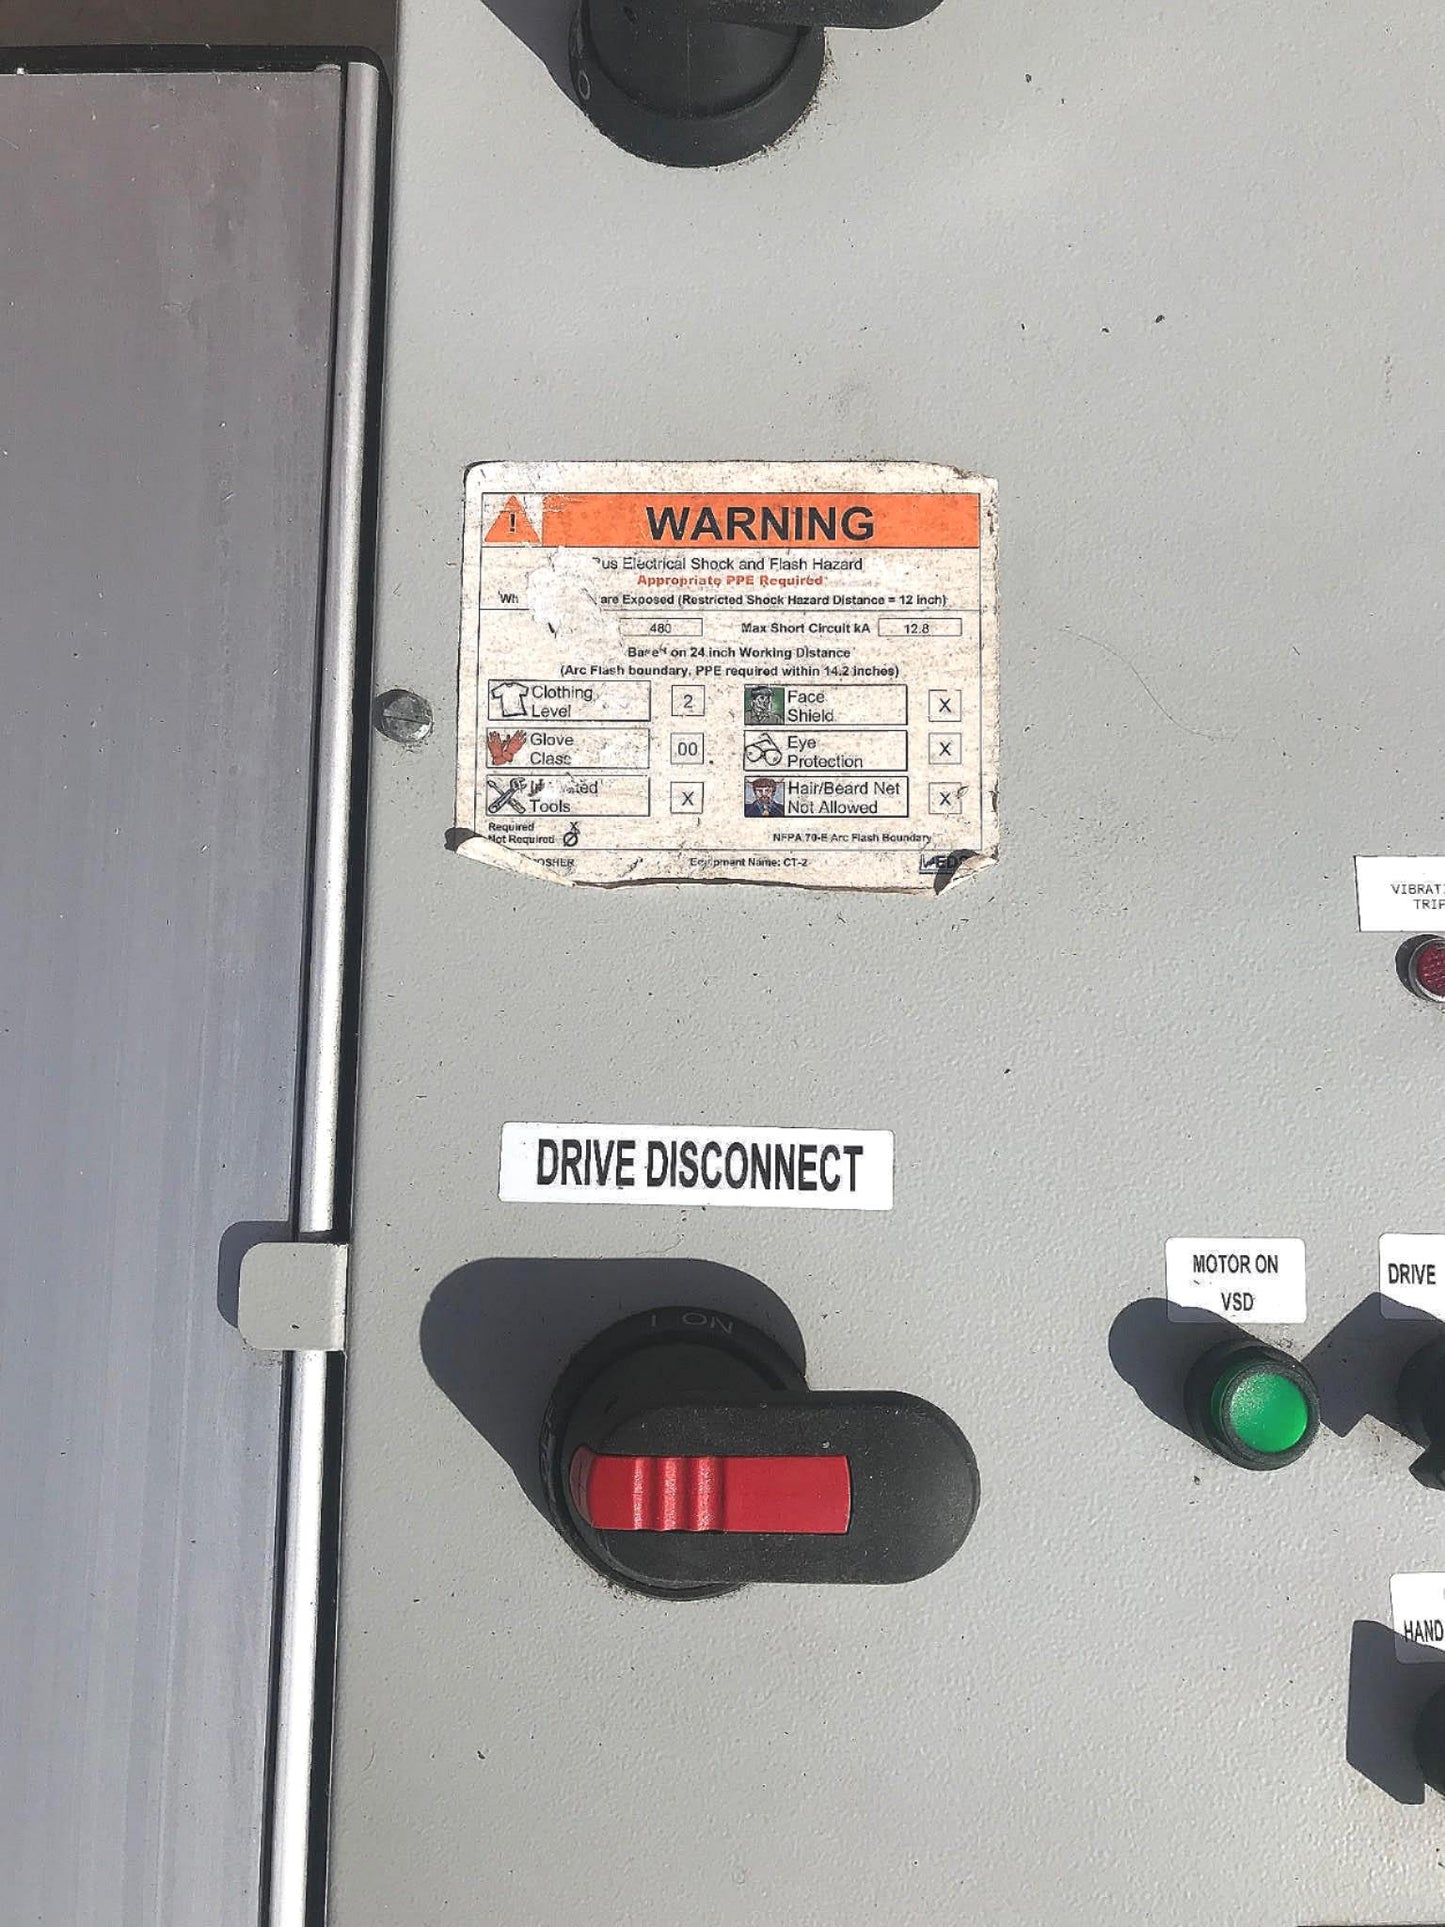 O
! WARNING
Electrical Shock and Flash Hazard
Appropriate PPE Required
are Exposed (Restricted Shock Hazard Distance = 12 inch)
480 Max Short Circuit kA 12.8
on 24 inch Working Distance
(Arc Flash boundary, PPE required within 14.2 inches)
Clothing
Level
2
Face
Shield
X
Glove
Class
00
Eye
Protection
X
Tools
X
Hair/Beard Net
Not Allowed
X
Required X
Not Required Ø
NFPA 70-E Arc Flash Boundary
Equipment Name: CT-2
VIBRATI
TRIP
DRIVE DISCONNECT
MOTOR ON
VSD
DRIVE
I ON
HAND